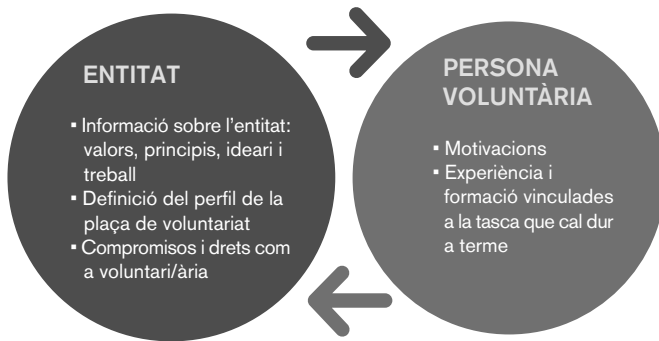 ENTITAT
▪ Informació sobre l'entitat:
valors, principis, ideari i
treball
▪ Definició del perfil de la
plaça de voluntariat
▪ Compromisos i drets com
a voluntari/ària
PERSONA
VOLUNTÀRIA
▪ Motivacions
▪ Experiència i
formació vinculades
a la tasca que cal dur
a terme